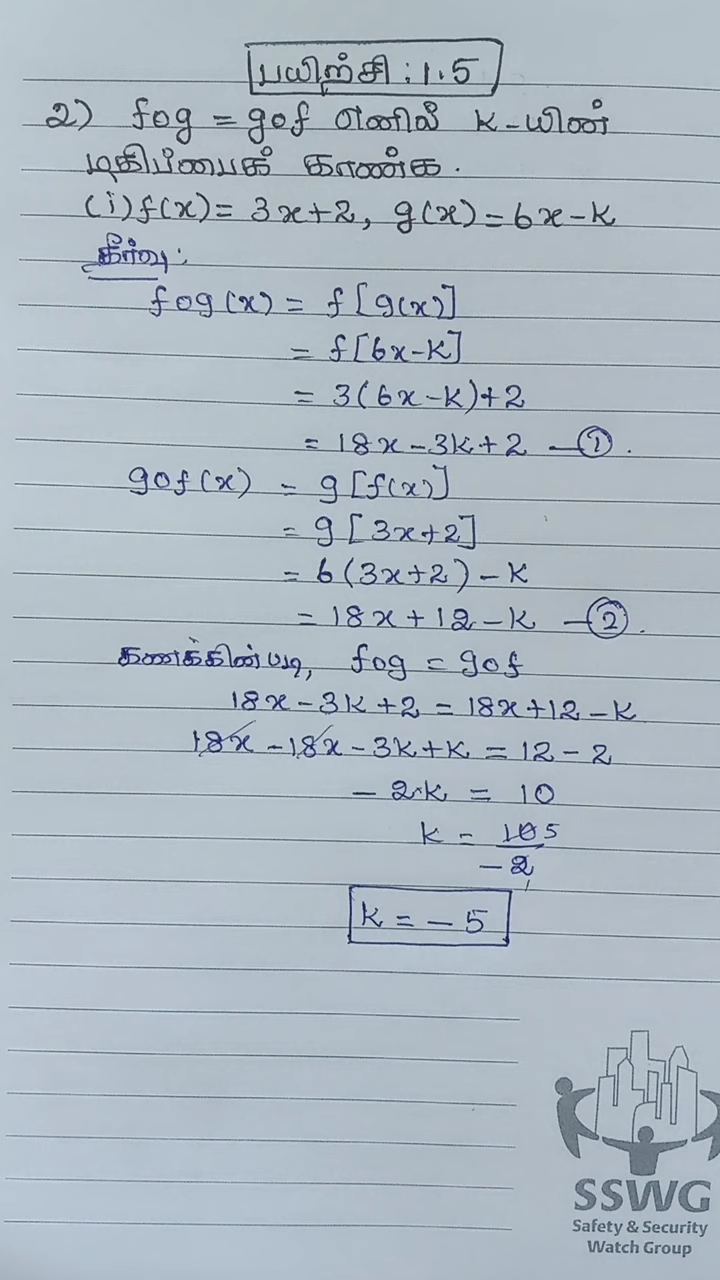 பயிற்சி : 1.5
2) fog = gof எனில் K-யின்
மதிப்பைக் காண்க.
(i) f(x) = 3x+2, g(x) = 6x-k
தீர்வு:
fog(x) = f[g(x)]
= f[6x-k]
= 3(6x-k)+2
= 18x-3k+2 —①.
gof(x) = g[f(x)]
= g[3x+2]
= 6(3x+2)-k
= 18x+12-k —②.
கணக்கின்படி, fog = gof
18x-3k+2 = 18x+12-k
18x-18x-3k+k = 12-2
-2k = 10
k = 10 5
-2
k = -5
SSWG
Safety & Security
Watch Group